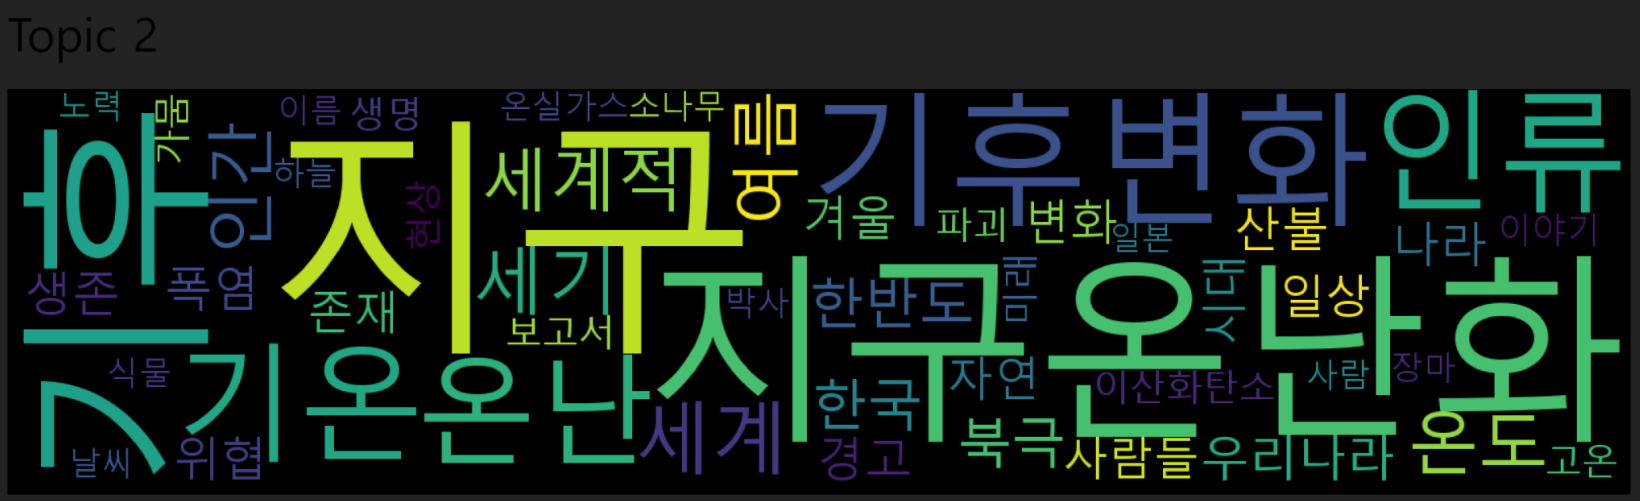 Topic 2
노력
가뭄
이름
생명
온실가스
소나무
여름
기후변화
인류
기후
인간
하늘
지구
세계적
현상
겨울
파괴
변화
일본
산불
나라
이야기
생존
폭염
존재
세기
보고서
박사
한반도
미래
지구온난화
시대
일상
식물
기온
온난
세계
한국
자연
이산화탄소
사람
장마
날씨
위협
경고
북극
사람들
우리나라
온도
고온